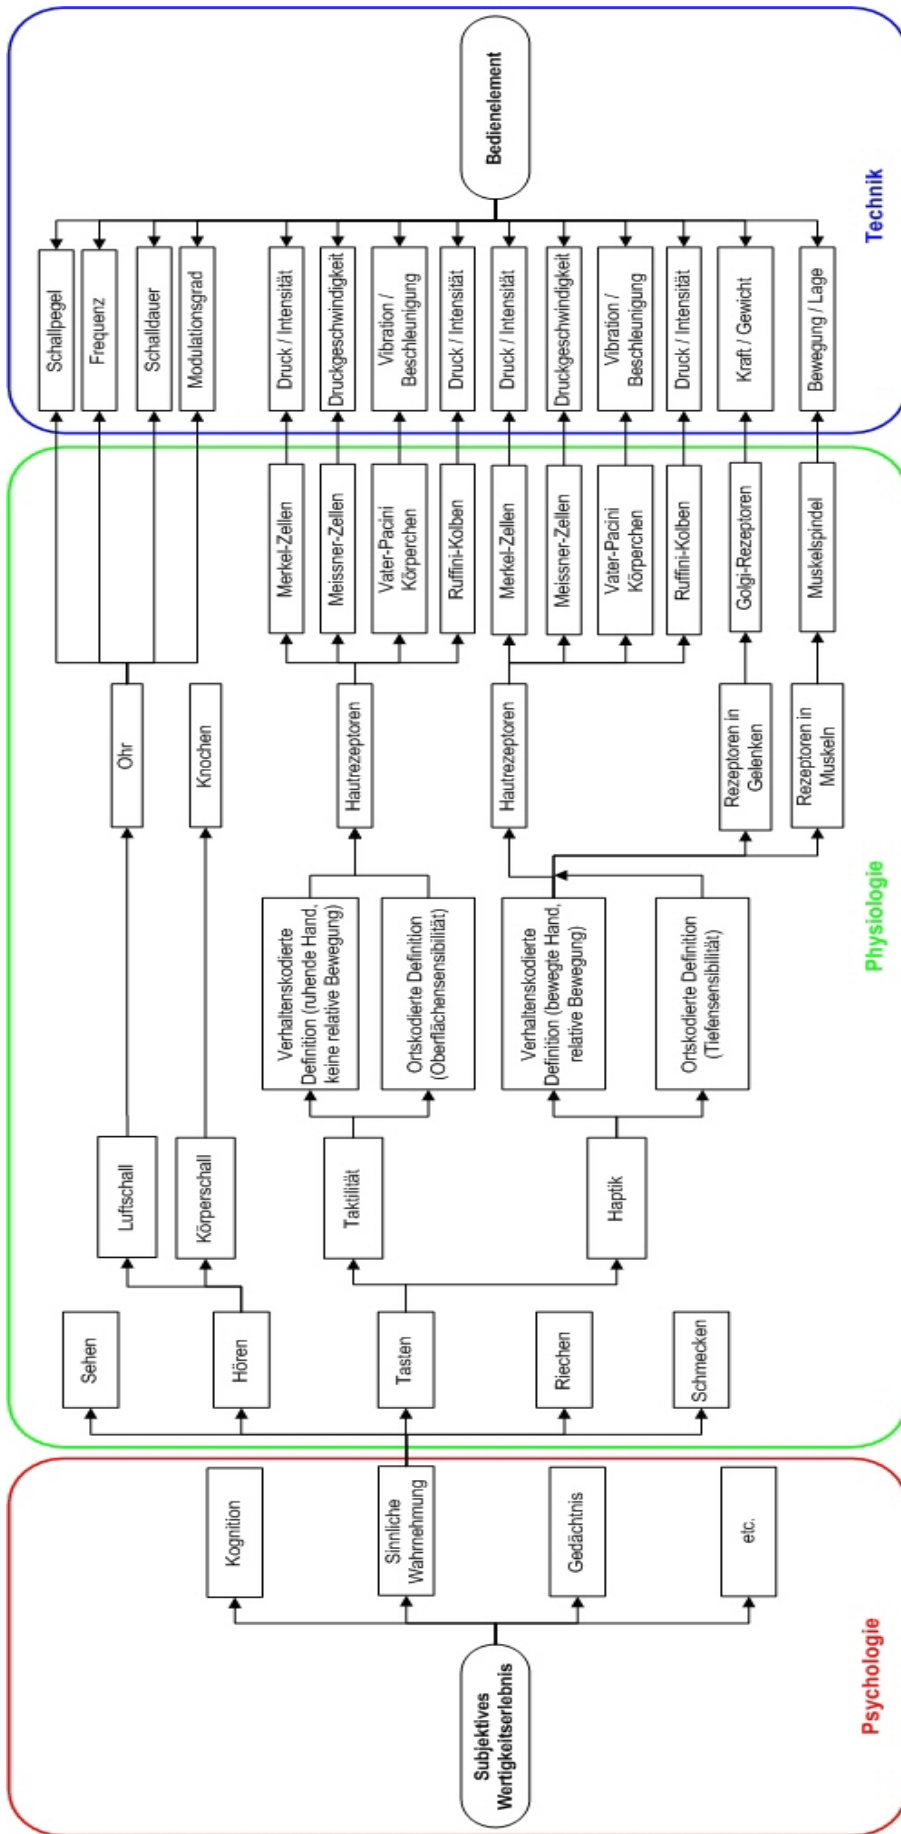 Subjektives
Wertigkeitserlebnis
Kognition
Sinnliche
Wahrnehmung
Gedächtnis
etc.
Psychologie
Sehen
Hören
Tasten
Riechen
Schmecken
Luftschall
Körperschall
Taktilität
Haptik
Verhaltenskodierte
Definition (ruhende Hand,
keine relative Bewegung)
Ortskodierte Definition
(Oberflächensensibilität)
Verhaltenskodierte
Definition (bewegte Hand,
relative Bewegung)
Ortskodierte Definition
(Tiefensensibilität)
Ohr
Knochen
Hautrezeptoren
Hautrezeptoren
Rezeptoren in
Gelenken
Rezeptoren in
Muskeln
Merkel-Zellen
Meissner-Zellen
Vater-Pacini
Körperchen
Ruffini-Kolben
Merkel-Zellen
Meissner-Zellen
Vater-Pacini
Körperchen
Ruffini-Kolben
Golgi-Rezeptoren
Muskelspindel
Physiologie
Schallpegel
Frequenz
Schalldauer
Modulationsgrad
Druck / Intensität
Druckgeschwindigkeit
Vibration /
Beschleunigung
Druck / Intensität
Druck / Intensität
Druckgeschwindigkeit
Vibration /
Beschleunigung
Druck / Intensität
Kraft / Gewicht
Bewegung / Lage
Bedienelement
Technik